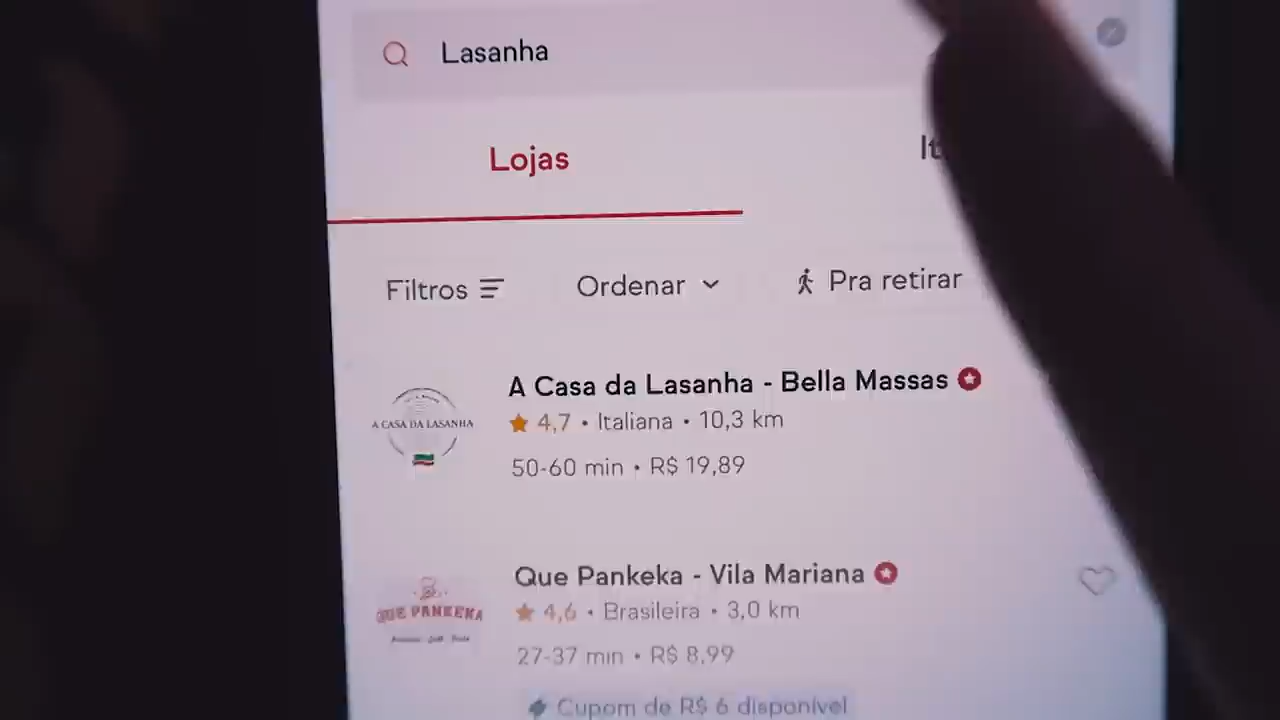 Lasanha
Lojas
Filtros
Ordenar
Pra retirar
A Casa da Lasanha - Bella Massas
4,7 • Italiana • 10,3 km
A CASA DA LASANHA
50-60 min • R$ 19,89
Que Pankeka - Vila Mariana
4,6 • Brasileira • 3,0 km
QUE PANKEKA
27-37 min • R$ 8,99
Cupom de R$ 6 disponível